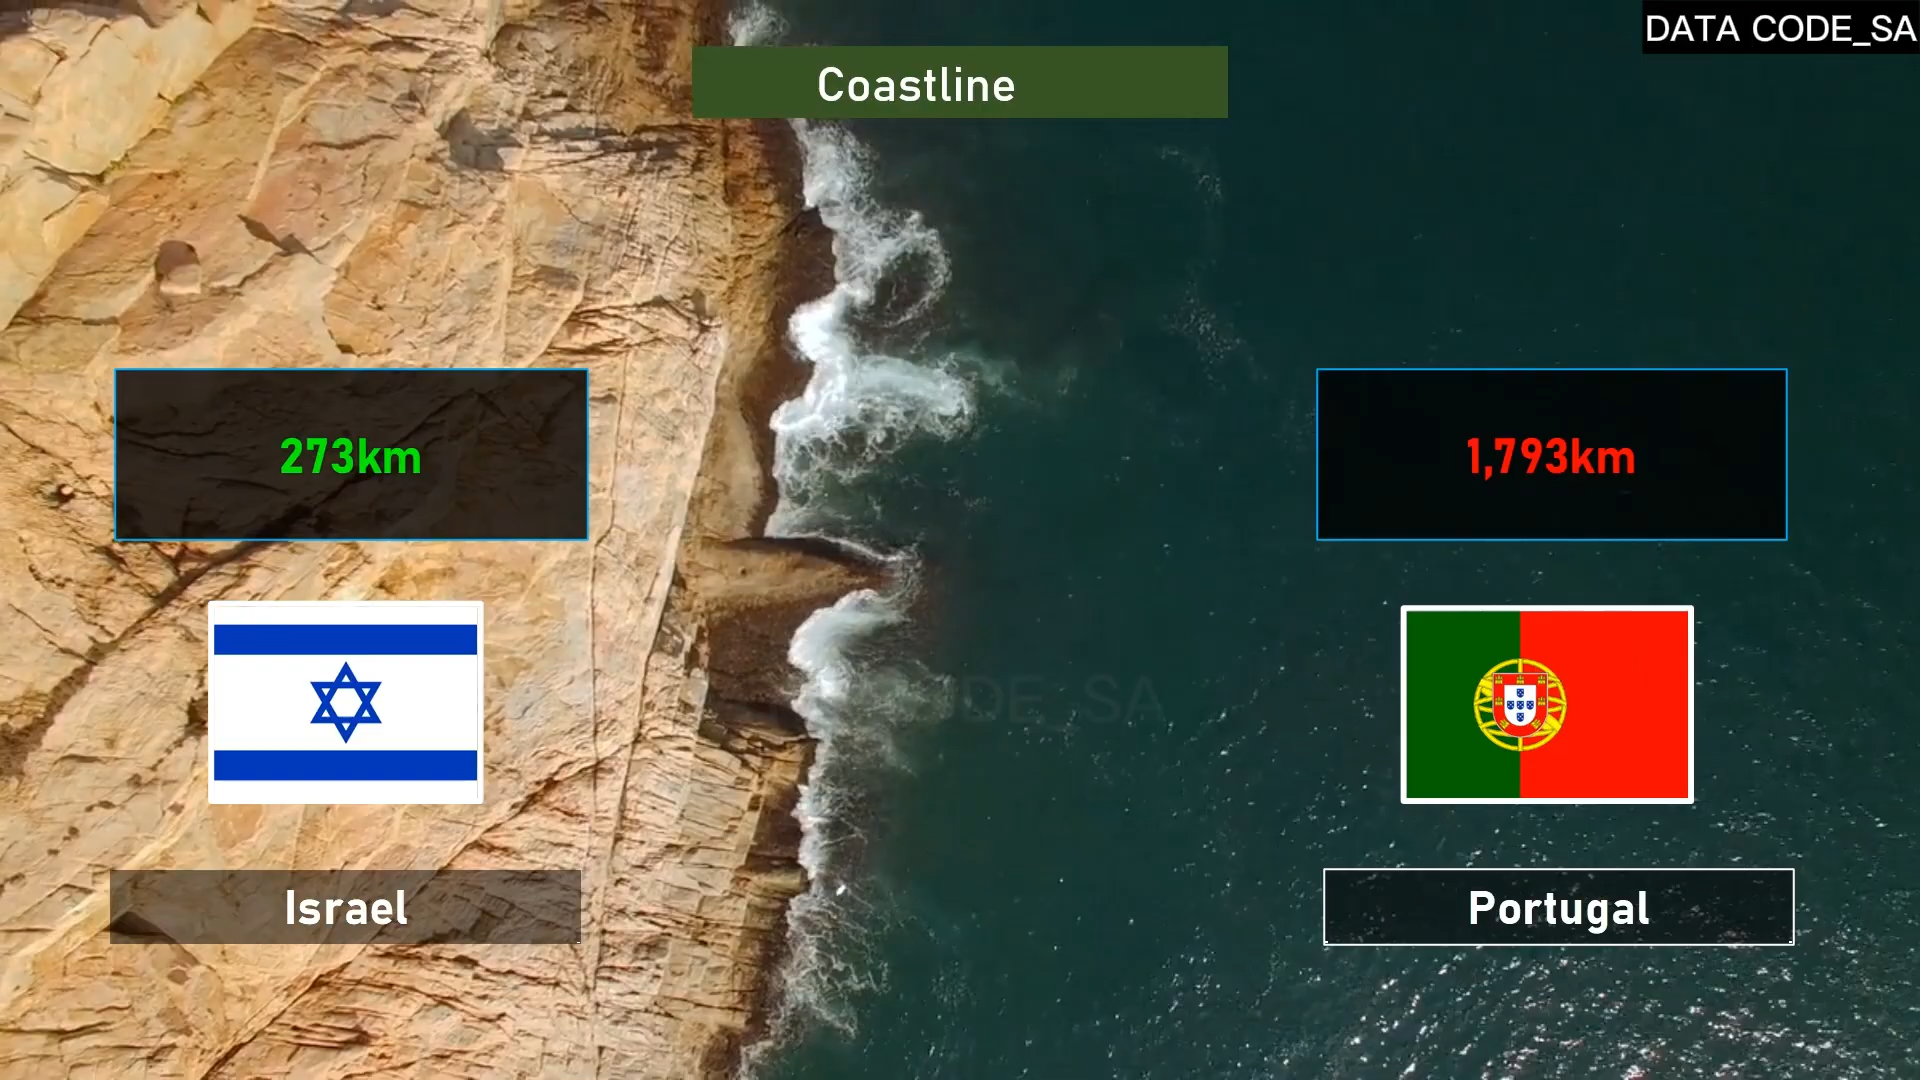 DATA CODE_SA
Coastline
273km
1,793km
Israel
Portugal